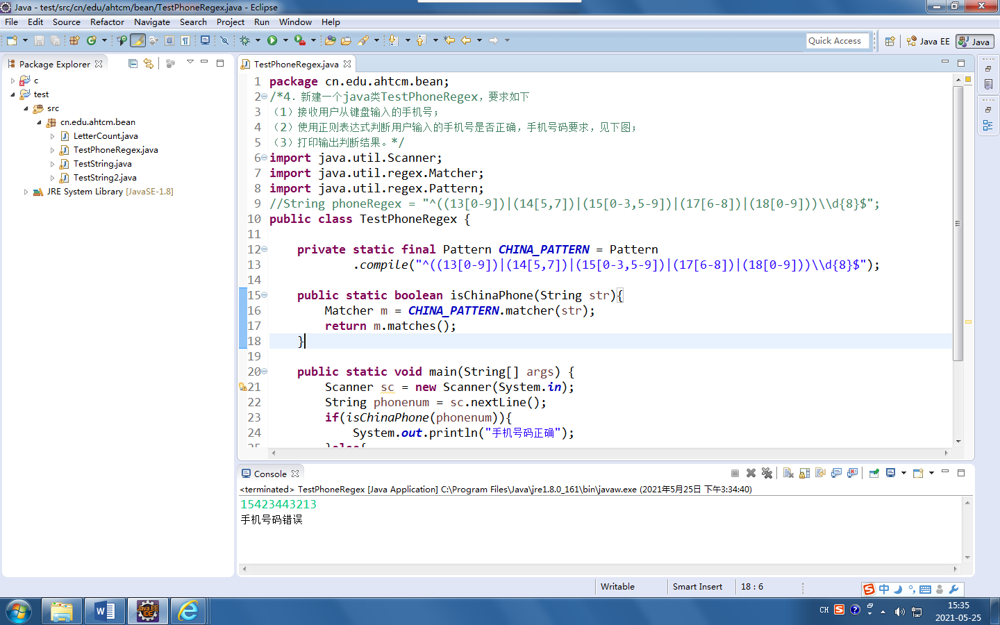 Java - test/src/cn/edu/ahtcm/bean/TestPhoneRegex.java - Eclipse
File Edit Source Refactor Navigate Search Project Run Window Help
Quick Access Java EE Java
Package Explorer
c
test
src
cn.edu.ahtcm.bean
LetterCount.java
TestPhoneRegex.java
TestString.java
TestString2.java
JRE System Library [JavaSE-1.8]
TestPhoneRegex.java
1 package cn.edu.ahtcm.bean;
2 /*4. 新建一个java类TestPhoneRegex，要求如下
3 （1）接收用户从键盘输入的手机号；
4 （2）使用正则表达式判断用户输入的手机号是否正确，手机号码要求，见下图；
5 （3）打印输出判断结果。*/
6 import java.util.Scanner;
7 import java.util.regex.Matcher;
8 import java.util.regex.Pattern;
9 //String phoneRegex = "^((13[0-9])|(14[5,7])|(15[0-3,5-9])|(17[6-8])|(18[0-9]))\\d{8}$";
10 public class TestPhoneRegex {
11
12 private static final Pattern CHINA_PATTERN = Pattern
13 .compile("^((13[0-9])|(14[5,7])|(15[0-3,5-9])|(17[6-8])|(18[0-9]))\\d{8}$");
14
15 public static boolean isChinaPhone(String str){
16 Matcher m = CHINA_PATTERN.matcher(str);
17 return m.matches();
18 }
19
20 public static void main(String[] args) {
21 Scanner sc = new Scanner(System.in);
22 String phonenum = sc.nextLine();
23 if(isChinaPhone(phonenum)){
24 System.out.println("手机号码正确");
25 }else{
Console
<terminated> TestPhoneRegex [Java Application] C:\Program Files\Java\jre1.8.0_161\bin\javaw.exe (2021年5月25日 下午3:34:40)
15423443213
手机号码错误
Writable Smart Insert 18 : 6
中
CH 15:35
2021-05-25